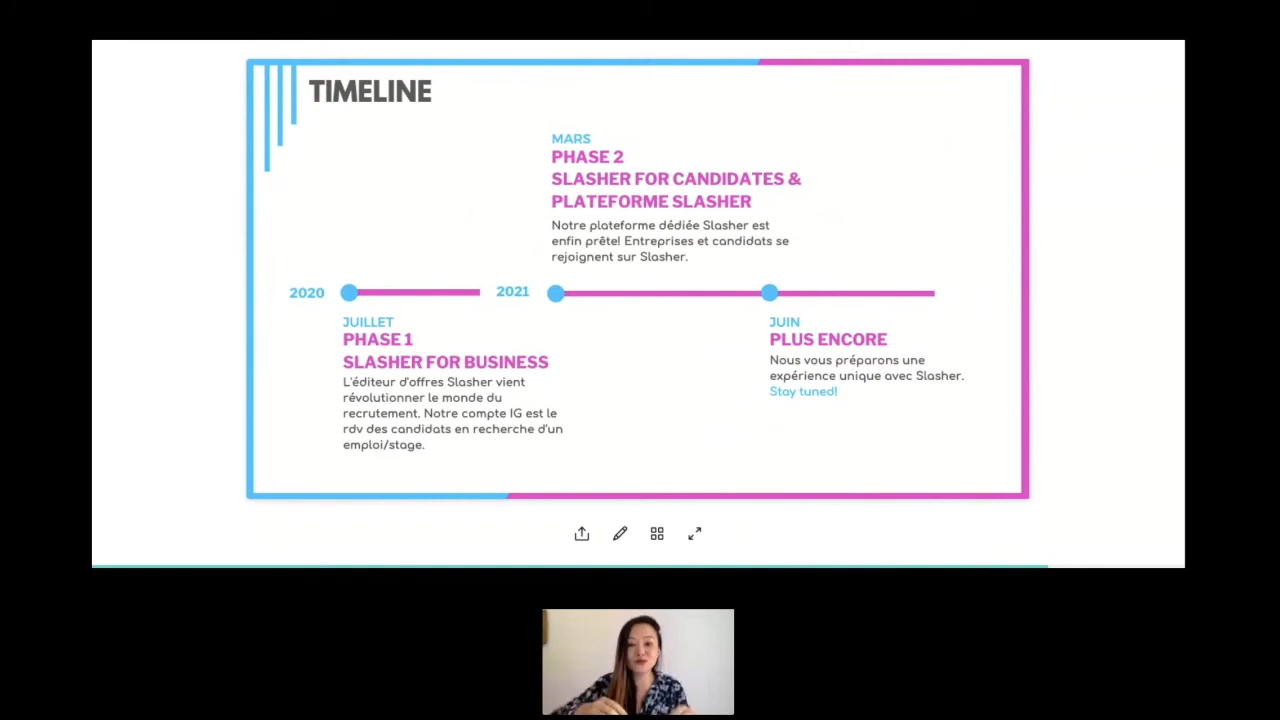 TIMELINE
MARS
PHASE 2
SLASHER FOR CANDIDATES &
PLATEFORME SLASHER
Notre plateforme dédiée Slasher est
enfin prête! Entreprises et candidats se
rejoignent sur Slasher.
2020
2021
JUILLET
PHASE 1
SLASHER FOR BUSINESS
L'éditeur d'offres Slasher vient
révolutionner le monde du
recrutement. Notre compte IG est le
rdv des candidats en recherche d'un
emploi/stage.
JUIN
PLUS ENCORE
Nous vous préparons une
expérience unique avec Slasher.
Stay tuned!